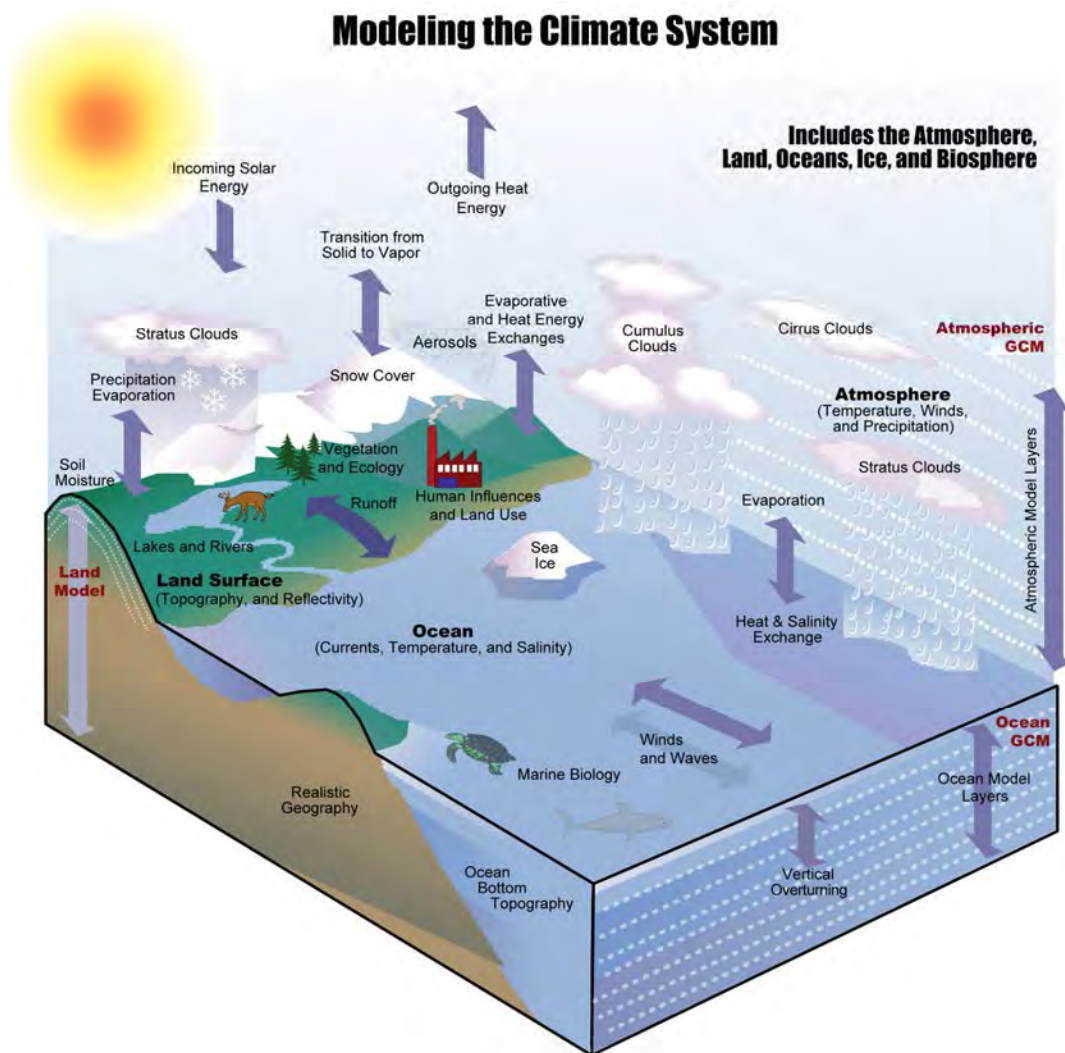 Modeling the Climate System
Includes the Atmosphere,
Land, Oceans, Ice, and Biosphere
Incoming Solar
Energy
Outgoing Heat
Energy
Transition from
Solid to Vapor
Stratus Clouds
Evaporative
and Heat Energy
Exchanges
Aerosols
Cumulus
Clouds
Cirrus Clouds
Atmospheric
GCM
Snow Cover
Precipitation
Evaporation
Atmosphere
(Temperature, Winds,
and Precipitation)
Vegetation
and Ecology
Soil
Moisture
Stratus Clouds
Human Influences
and Land Use
Runoff
Evaporation
Atmospheric Model Layers
Lakes and Rivers
Sea
Ice
Land
Model
Land Surface
(Topography, and Reflectivity)
Heat & Salinity
Exchange
Ocean
(Currents, Temperature, and Salinity)
Ocean
GCM
Winds
and Waves
Marine Biology
Ocean Model
Layers
Realistic
Geography
Vertical
Overturning
Ocean
Bottom
Topography